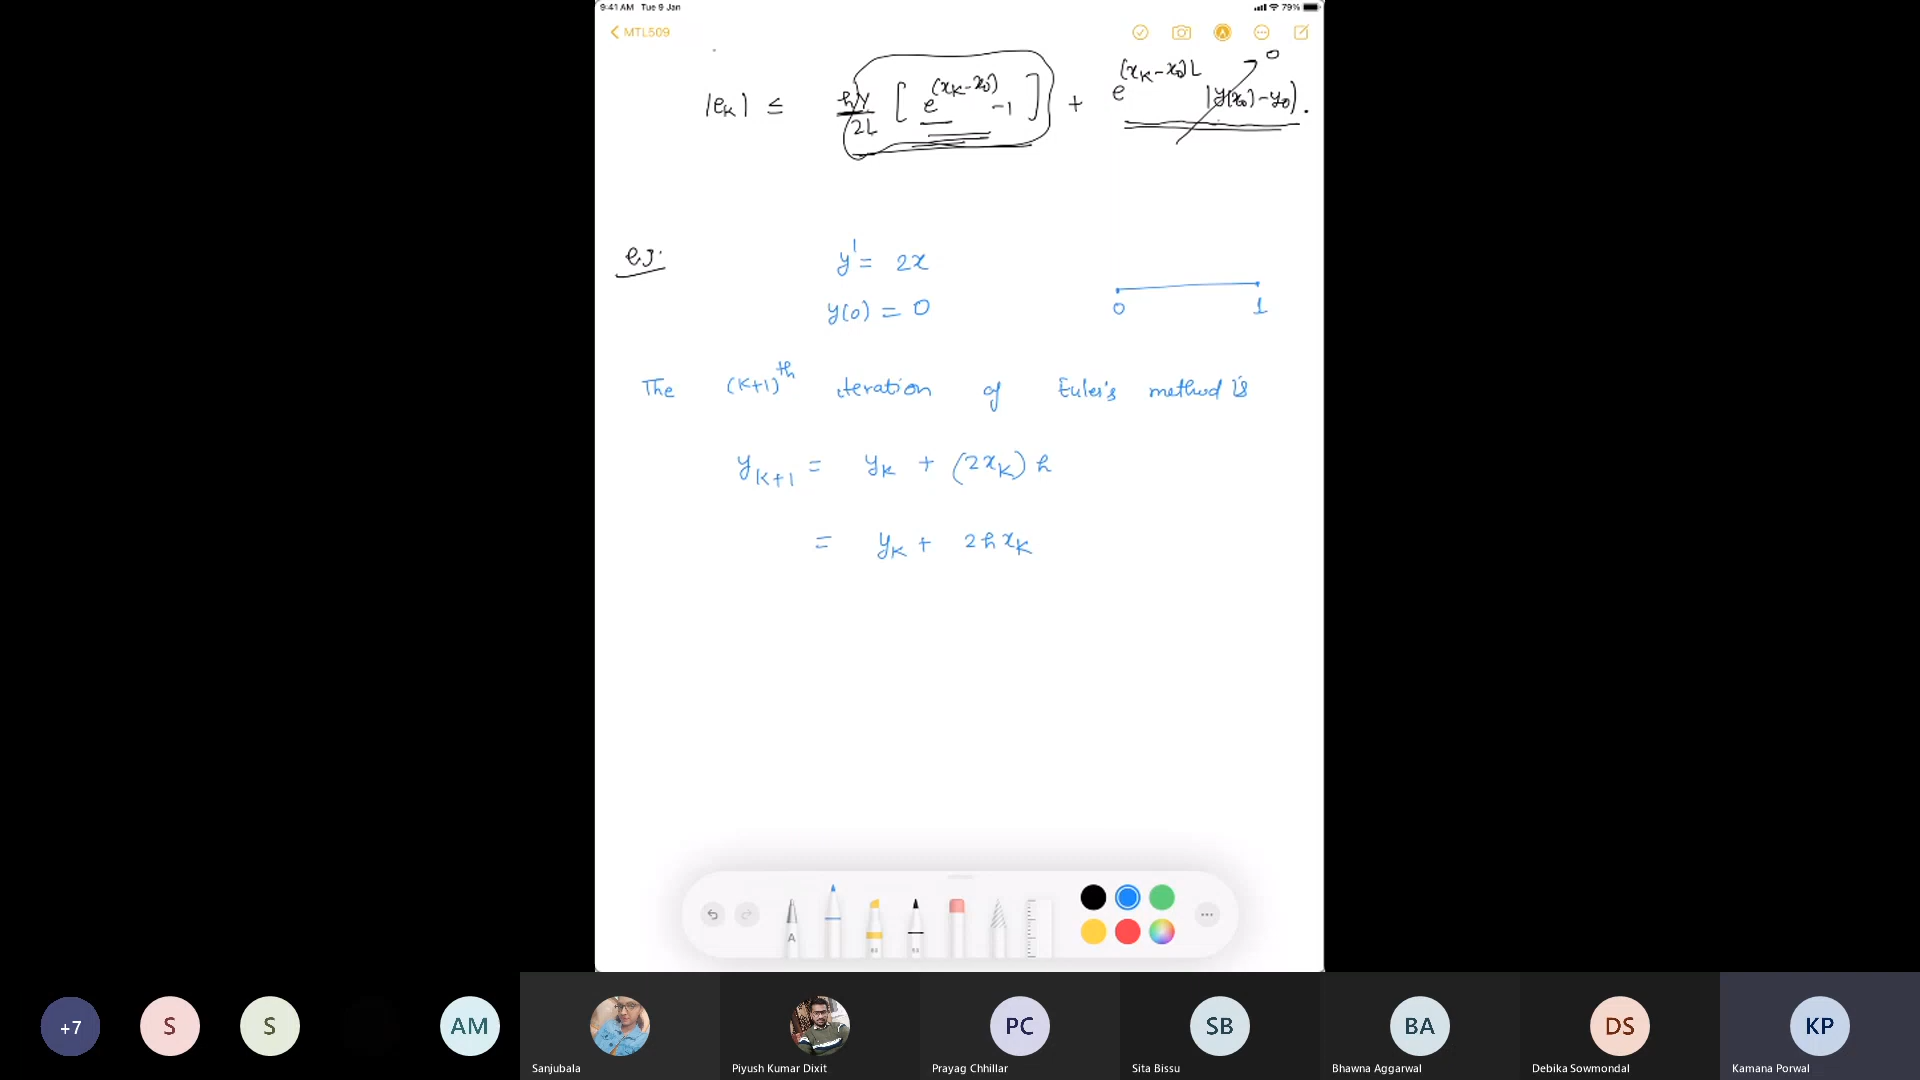 9:41 AM Tue 9 Jan 79%
MTL509
|e_K| ≤ hY/2L [ e^(x_K-x_0) -1 ] + e^(x_K-x_0)L |y(x_0)-y_0|. 0
e.g.
y' = 2x
y(0) = 0
0 1
The (K+1)^th iteration of Euler's method is
y_K+1 = y_K + (2x_K) h
= y_K + 2h x_K
A
+7 S S AM PC SB BA DS KP
Sanjubala Piyush Kumar Dixit Prayag Chhillar Sita Bissu Bhawna Aggarwal Debika Sowmondal Kamana Porwal